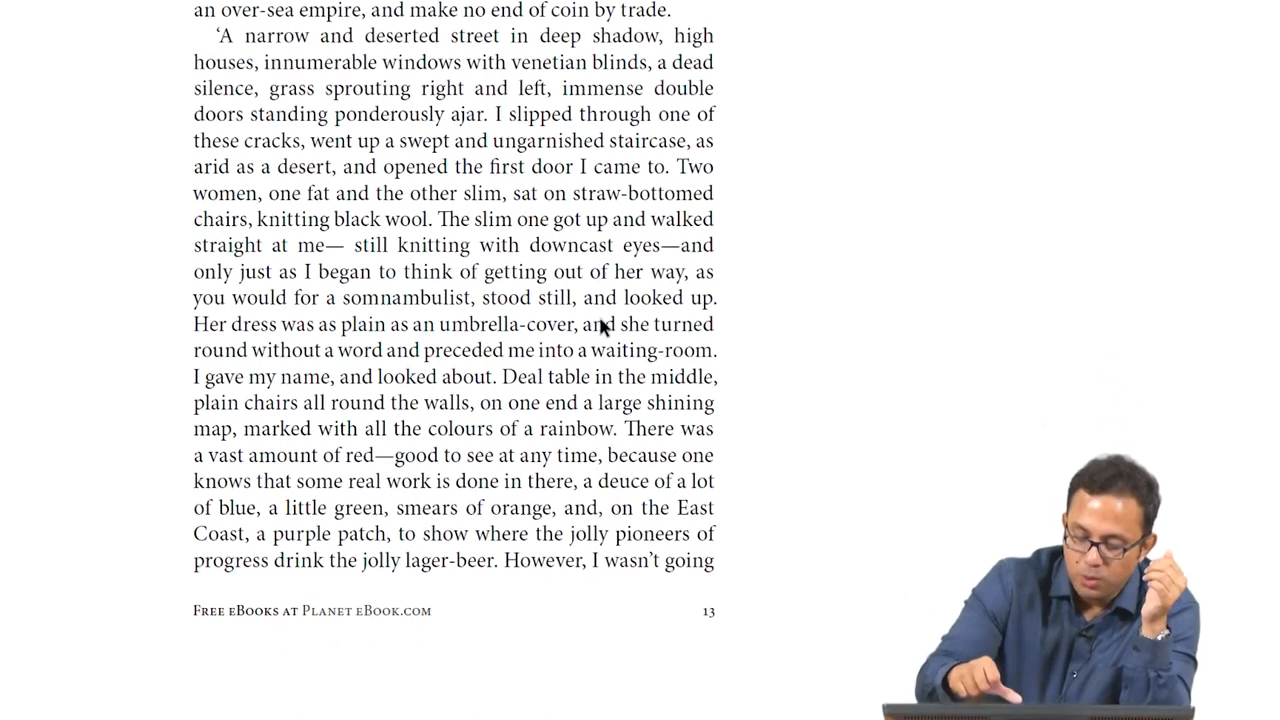 an over-sea empire, and make no end of coin by trade.
‘A narrow and deserted street in deep shadow, high
houses, innumerable windows with venetian blinds, a dead
silence, grass sprouting right and left, immense double
doors standing ponderously ajar. I slipped through one of
these cracks, went up a swept and ungarnished staircase, as
arid as a desert, and opened the first door I came to. Two
women, one fat and the other slim, sat on straw-bottomed
chairs, knitting black wool. The slim one got up and walked
straight at me— still knitting with downcast eyes—and
only just as I began to think of getting out of her way, as
you would for a somnambulist, stood still, and looked up.
Her dress was as plain as an umbrella-cover, and she turned
round without a word and preceded me into a waiting-room.
I gave my name, and looked about. Deal table in the middle,
plain chairs all round the walls, on one end a large shining
map, marked with all the colours of a rainbow. There was
a vast amount of red—good to see at any time, because one
knows that some real work is done in there, a deuce of a lot
of blue, a little green, smears of orange, and, on the East
Coast, a purple patch, to show where the jolly pioneers of
progress drink the jolly lager-beer. However, I wasn’t going
Free eBooks at Planet eBook.com 13